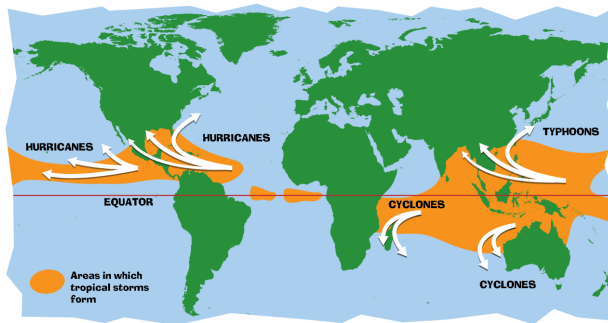 HURRICANES
HURRICANES
TYPHOONS
EQUATOR
CYCLONES
CYCLONES
Areas in which
tropical storms
form